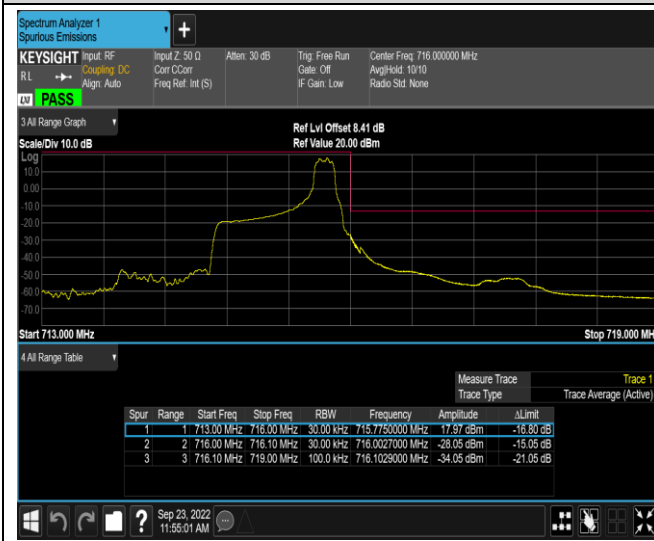 Spectrum Analyzer 1
Spurious Emissions
+
KEYSIGHT Input: RF Input Z: 50 Ω Atten: 30 dB Trig: Free Run Center Freq: 716.000000 MHz
R L Coupling: DC Corr CCorr Gate: Off Avg|Hold: 10/10
Align: Auto Freq Ref: Int (S) IF Gain: Low Radio Std: None
LXI PASS
3 All Range Graph
Ref Lvl Offset 8.41 dB
Scale/Div 10.0 dB Ref Value 20.00 dBm
Log
10.0
0.00
-10.0
-20.0
-30.0
-40.0
-50.0
-60.0
-70.0
Start 713.000 MHz Stop 719.000 MH
4 All Range Table
Measure Trace Trace 1
Trace Type Trace Average (Active)
Spur Range Start Freq Stop Freq RBW Frequency Amplitude ΔLimit
1 1 713.00 MHz 716.00 MHz 30.00 kHz 715.7750000 MHz 17.97 dBm -16.80 dB
2 2 716.00 MHz 716.10 MHz 30.00 kHz 716.0027000 MHz -28.05 dBm -15.05 dB
3 3 716.10 MHz 719.00 MHz 100.0 kHz 716.1029000 MHz -34.05 dBm -21.05 dB
? Sep 23, 2022
11:55:01 AM